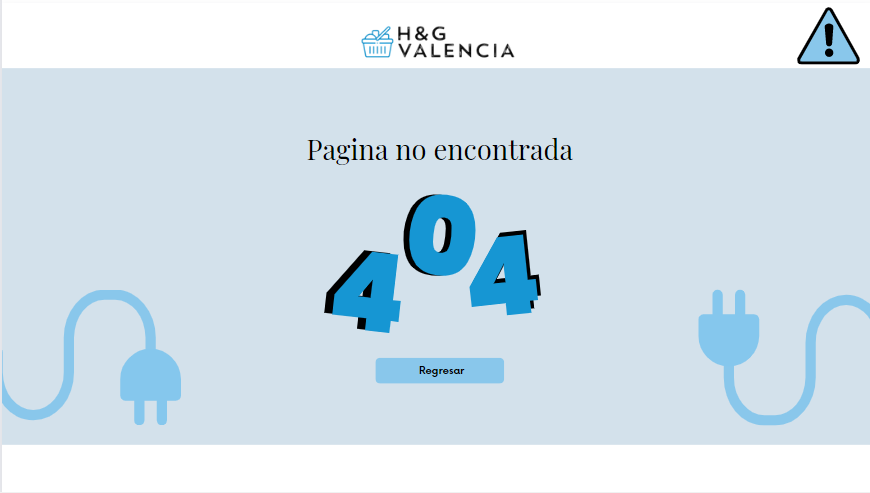 H&G
VALENCIA
Pagina no encontrada
404
Regresar